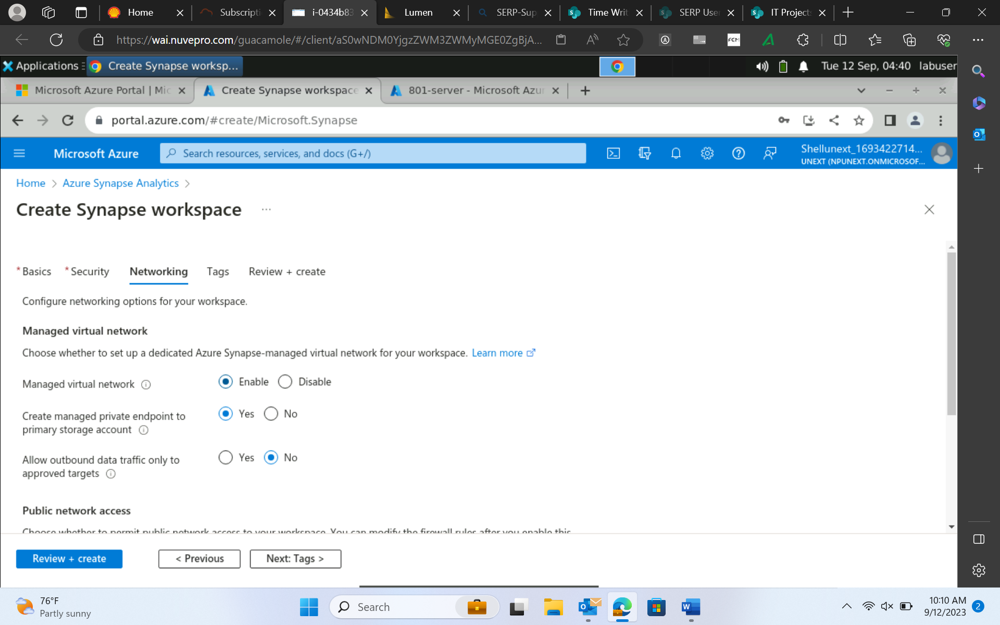 Home
Subscripti
i-0434b83
Lumen
SERP-Sup
Time Writ
SERP User
IT Projects
https://wai.nuvepro.com/guacamole/#/client/aS0wNDM0YjgzZWM3ZWMyMGE0ZgBjA...
Applications
Create Synapse worksp...
Tue 12 Sep, 04:40 labuser
Microsoft Azure Portal | Mic
Create Synapse workspace
801-server - Microsoft Azur
portal.azure.com/#create/Microsoft.Synapse
Microsoft Azure
Search resources, services, and docs (G+/)
Shellunext_1693422714...
UNEXT (NPUNEXT.ONMICROSOF...
Home > Azure Synapse Analytics >
Create Synapse workspace ...
* Basics * Security Networking Tags Review + create
Configure networking options for your workspace.
Managed virtual network
Choose whether to set up a dedicated Azure Synapse-managed virtual network for your workspace. Learn more
Managed virtual network Enable Disable
Create managed private endpoint to
primary storage account
Yes No
Allow outbound data traffic only to
approved targets
Yes No
Public network access
Choose whether to permit public network access to your workspace. You can modify the firewall rules after you enable this
Review + create < Previous Next: Tags >
76°F
Partly sunny
Search
10:10 AM
9/12/2023
2